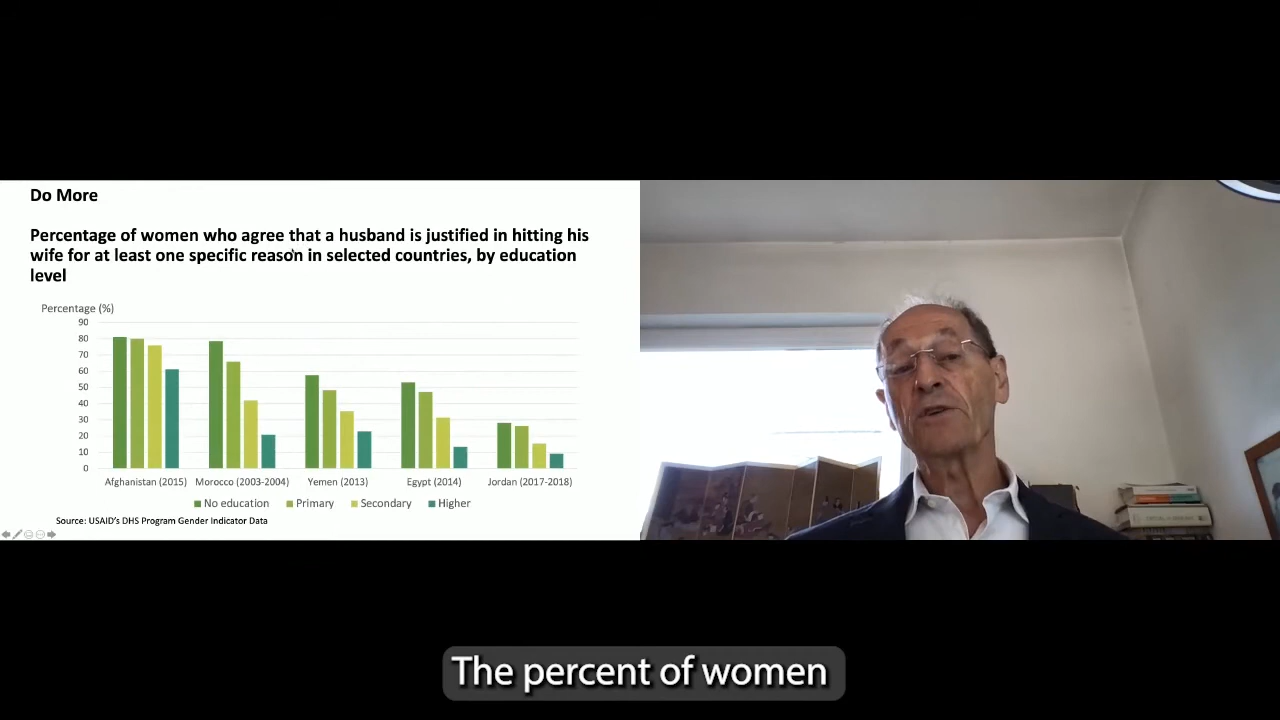 Do More
Percentage of women who agree that a husband is justified in hitting his
wife for at least one specific reason in selected countries, by education
level
Percentage (%)
90
80
70
60
50
40
30
20
10
0
Afghanistan (2015) Morocco (2003-2004) Yemen (2013) Egypt (2014) Jordan (2017-2018)
No education Primary Secondary Higher
Source: USAID's DHS Program Gender Indicator Data
The percent of women